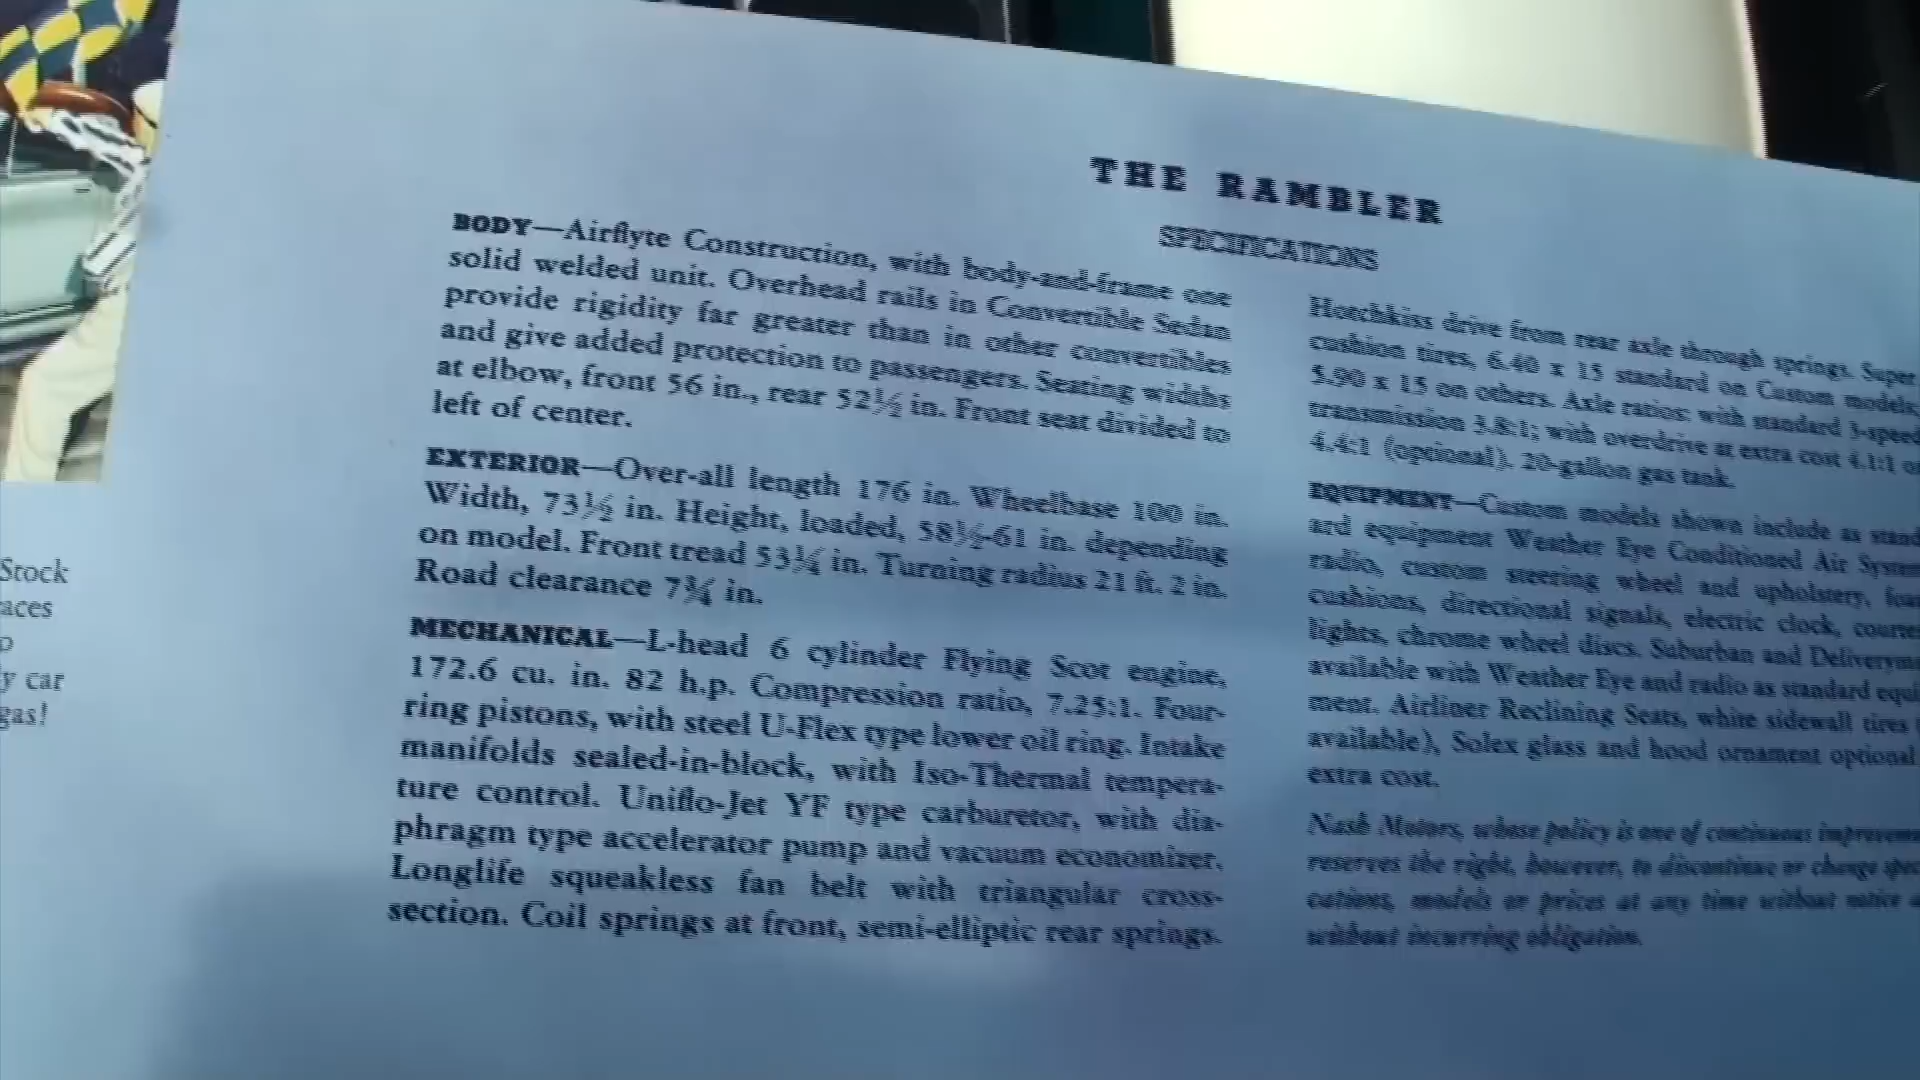 Stock
aces
o
y car
gas!
THE RAMBLER
SPECIFICATIONS
BODY—Airflyte Construction, with body-and-frame one
solid welded unit. Overhead rails in Convertible Sedan
provide rigidity far greater than in other convertibles
and give added protection to passengers. Seating widths
at elbow, front 56 in., rear 52½ in. Front seat divided to
left of center.
EXTERIOR—Over-all length 176 in. Wheelbase 100 in.
Width, 73½ in. Height, loaded, 58½-61 in. depending
on model. Front tread 53¼ in. Turning radius 21 ft. 2 in.
Road clearance 7¾ in.
MECHANICAL—L-head 6 cylinder Flying Scot engine,
172.6 cu. in. 82 h.p. Compression ratio, 7.25:1. Four-
ring pistons, with steel U-Flex type lower oil ring. Intake
manifolds sealed-in-block, with Iso-Thermal tempera-
ture control. Uniflo-Jet YF type carburetor, with dia-
phragm type accelerator pump and vacuum economizer.
Longlife squeakless fan belt with triangular cross-
section. Coil springs at front, semi-elliptic rear springs.
Hotchkiss drive from rear axle through springs. Super
cushion tires, 6.40 x 15 standard on Custom models,
5.90 x 15 on others. Axle ratios: with standard 3-speed
transmission 3.8:1; with overdrive at extra cost 4.1:1 or
4.4:1 (optional). 20-gallon gas tank.
EQUIPMENT—Custom models shown include as stand
ard equipment Weather Eye Conditioned Air System
radio, custom steering wheel and upholstery, foam
cushions, directional signals, electric clock, courte
lights, chrome wheel discs. Suburban and Deliveryma
available with Weather Eye and radio as standard equi
ment. Airliner Reclining Seats, white sidewall tires
available), Solex glass and hood ornament optional
extra cost.
Nash Motors, whose policy is one of continuous improveme
reserves the right, however, to discontinue or change speci
cations, models or prices at any time without notice a
without incurring obligation.